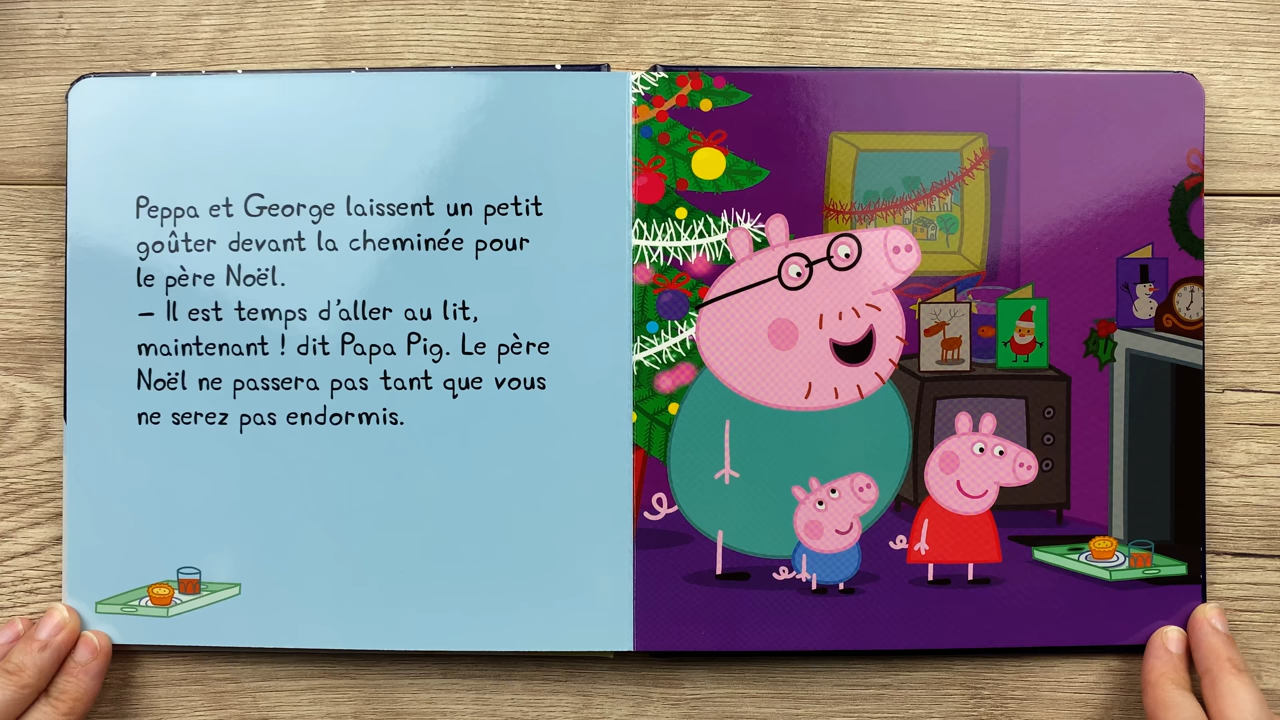 Peppa et George laissent un petit
goûter devant la cheminée pour
le père Noël.
– Il est temps d'aller au lit,
maintenant ! dit Papa Pig. Le père
Noël ne passera pas tant que vous
ne serez pas endormis.